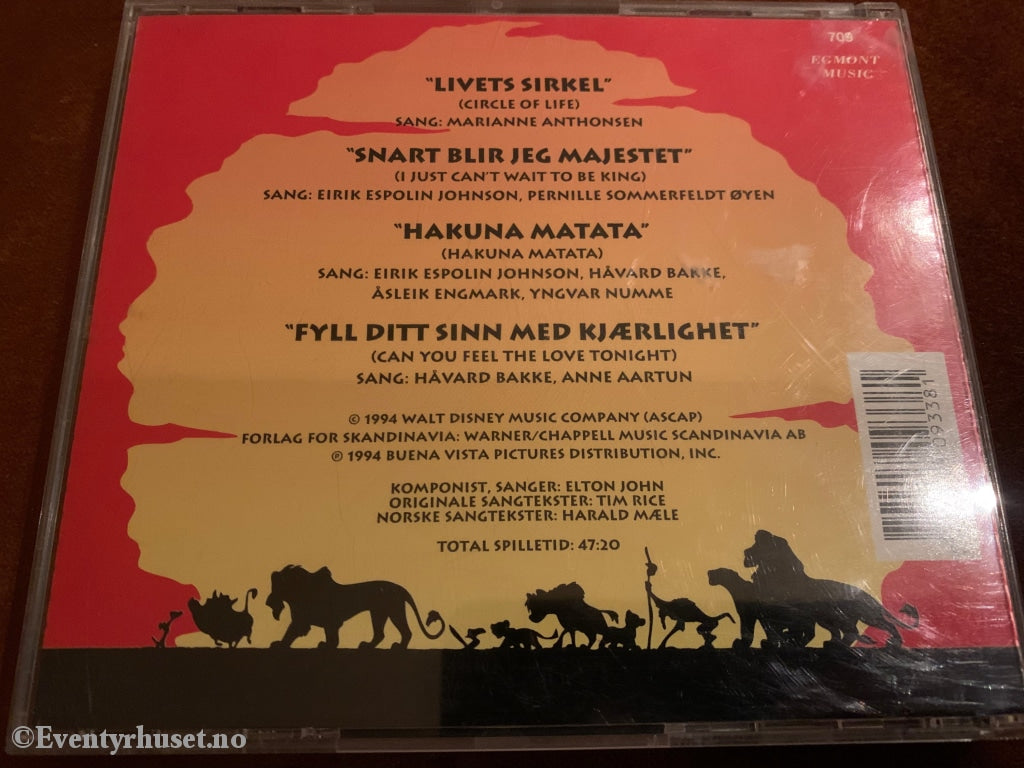 709
EGMONT
MUSIC
"LIVETS SIRKEL"
(CIRCLE OF LIFE)
SANG: MARIANNE ANTHONSEN
"SNART BLIR JEG MAJESTET"
(I JUST CAN'T WAIT TO BE KING)
SANG: EIRIK ESPOLIN JOHNSON, PERNILLE SOMMERFELDT ØYEN
"HAKUNA MATATA"
(HAKUNA MATATA)
SANG: EIRIK ESPOLIN JOHNSON, HÅVARD BAKKE,
ÅSLEIK ENGMARK, YNGVAR NUMME
"FYLL DITT SINN MED KJÆRLIGHET"
(CAN YOU FEEL THE LOVE TONIGHT)
SANG: HÅVARD BAKKE, ANNE AARTUN
© 1994 WALT DISNEY MUSIC COMPANY (ASCAP)
FORLAG FOR SKANDINAVIA: WARNER/CHAPPELL MUSIC SCANDINAVIA AB
℗ 1994 BUENA VISTA PICTURES DISTRIBUTION, INC.
KOMPONIST, SANGER: ELTON JOHN
ORIGINALE SANGTEKSTER: TIM RICE
NORSKE SANGTEKSTER: HARALD MÆLE
TOTAL SPILLETID: 47:20
093381
©Eventyrhuset.no